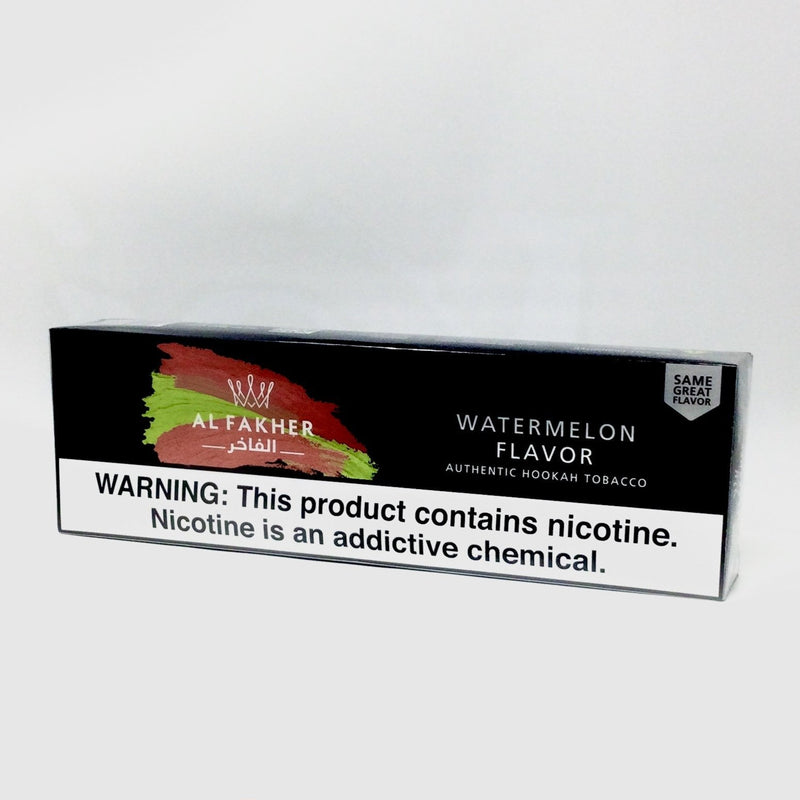 AL FAKHER
الفاخر
WATERMELON
FLAVOR
AUTHENTIC HOOKAH TOBACCO
SAME
GREAT
FLAVOR
WARNING: This product contains nicotine.
Nicotine is an addictive chemical.